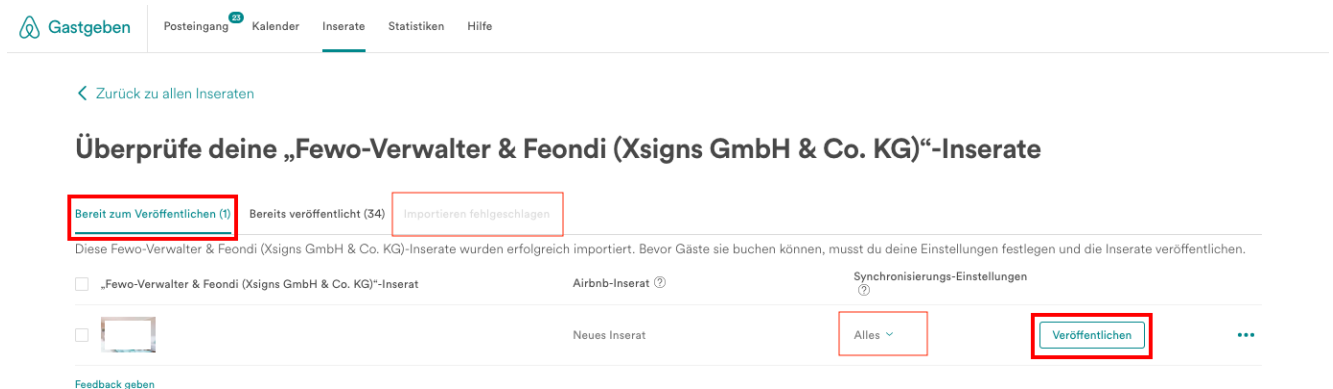 Gastgeben Posteingang 23 Kalender Inserate Statistiken Hilfe
Zurück zu allen Inseraten
Überprüfe deine „Fewo-Verwalter & Feondi (Xsigns GmbH & Co. KG)“-Inserate
Bereit zum Veröffentlichen (1) Bereits veröffentlicht (34) Importieren fehlgeschlagen
Diese Fewo-Verwalter & Feondi (Xsigns GmbH & Co. KG)-Inserate wurden erfolgreich importiert. Bevor Gäste sie buchen können, musst du deine Einstellungen festlegen und die Inserate veröffentlichen.
„Fewo-Verwalter & Feondi (Xsigns GmbH & Co. KG)“-Inserat Airbnb-Inserat ? Synchronisierungs-Einstellungen ?
Neues Inserat Alles Veröffentlichen
Feedback geben